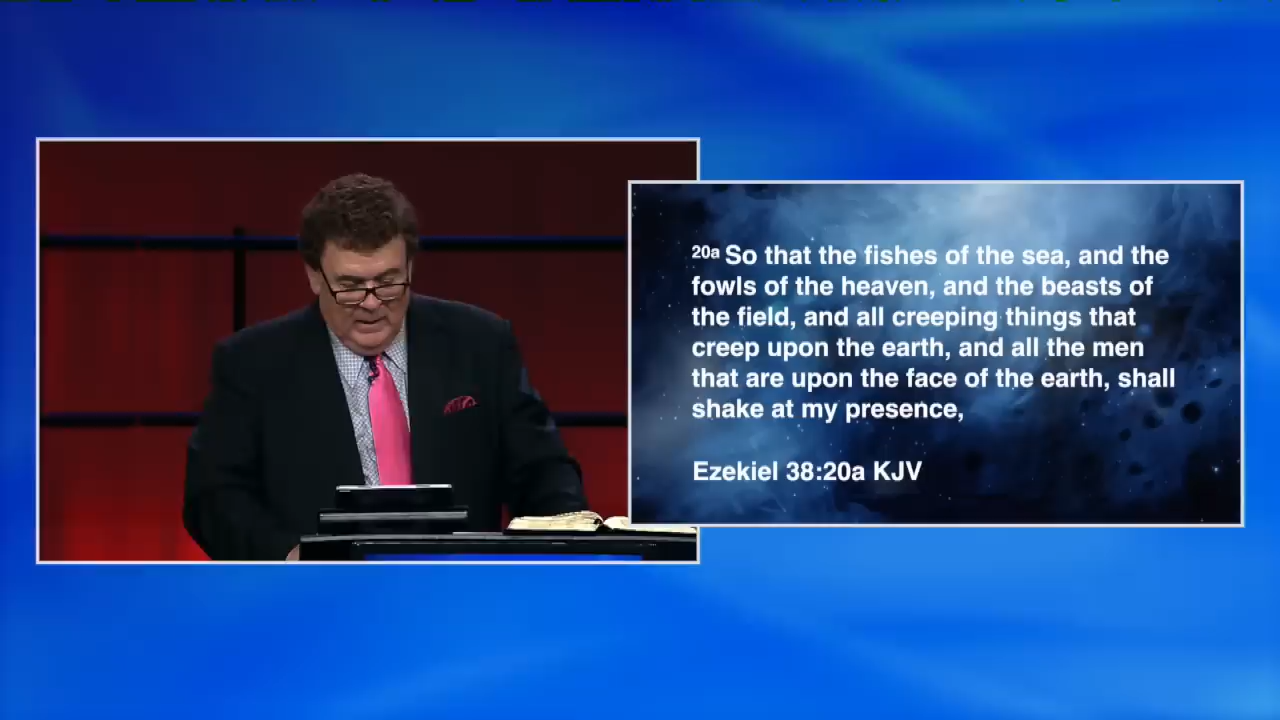 20a So that the fishes of the sea, and the
fowls of the heaven, and the beasts of
the field, and all creeping things that
creep upon the earth, and all the men
that are upon the face of the earth, shall
shake at my presence,
Ezekiel 38:20a KJV